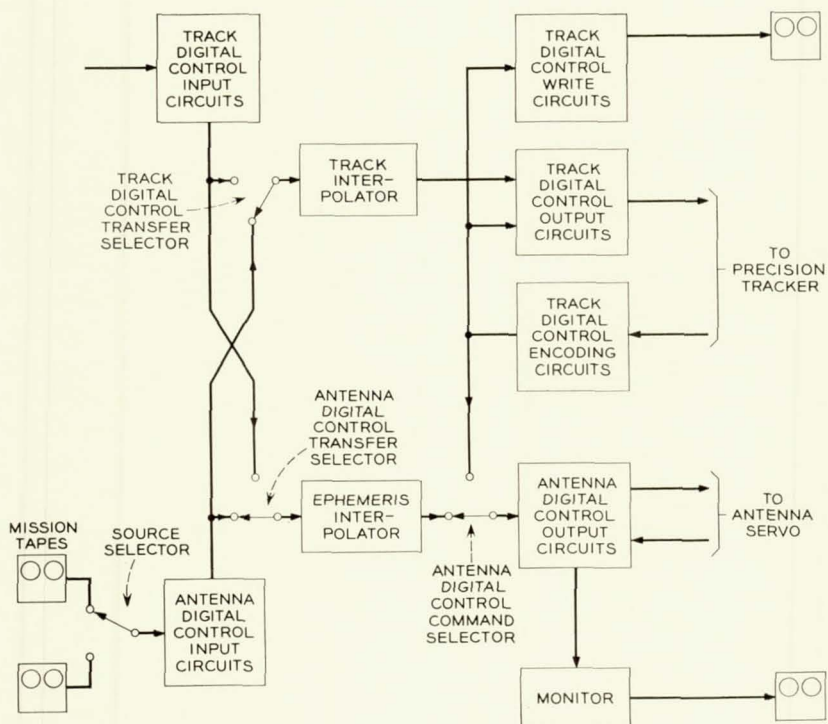 TRACK
DIGITAL
CONTROL
INPUT
CIRCUITS
TRACK
DIGITAL
CONTROL
WRITE
CIRCUITS
TRACK
DIGITAL
CONTROL
TRANSFER
SELECTOR
TRACK
INTER-
POLATOR
TRACK
DIGITAL
CONTROL
OUTPUT
CIRCUITS
TO
PRECISION
TRACKER
TRACK
DIGITAL
CONTROL
ENCODING
CIRCUITS
ANTENNA
DIGITAL
CONTROL
TRANSFER
SELECTOR
MISSION
TAPES
SOURCE
SELECTOR
ANTENNA
DIGITAL
CONTROL
INPUT
CIRCUITS
EPHEMERIS
INTER-
POLATOR
ANTENNA
DIGITAL
CONTROL
COMMAND
SELECTOR
ANTENNA
DIGITAL
CONTROL
OUTPUT
CIRCUITS
TO
ANTENNA
SERVO
MONITOR